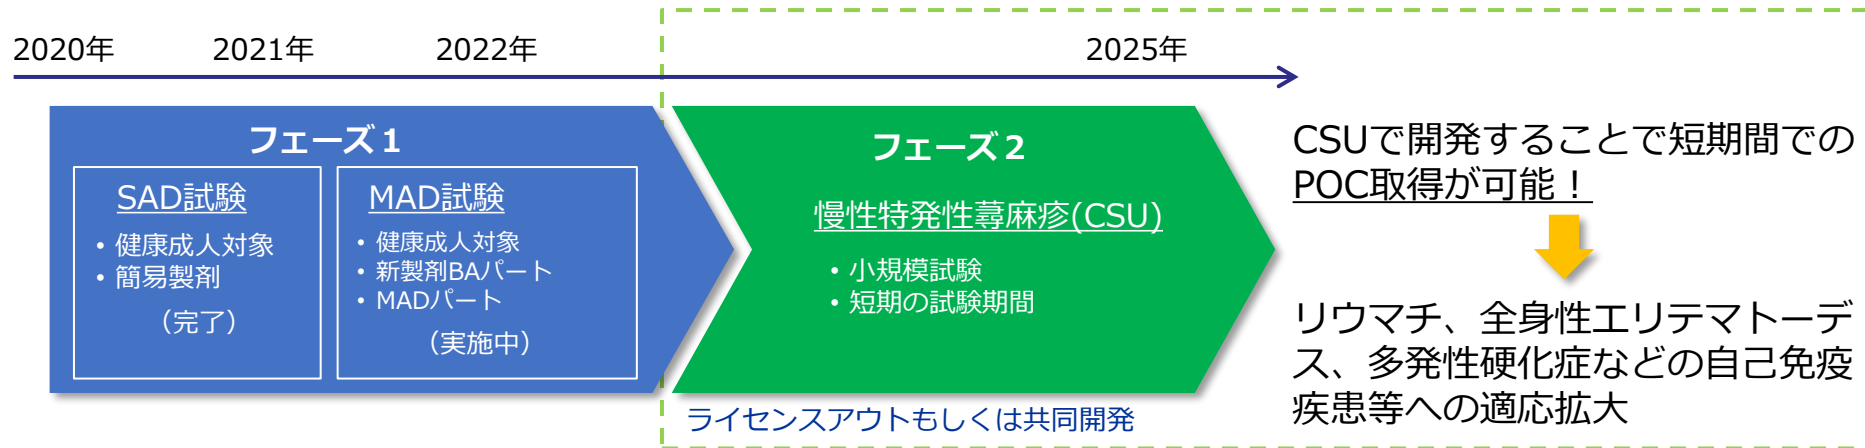 2020年 2021年 2022年 2025年
フェーズ１
SAD試験
• 健康成人対象
• 簡易製剤
（完了）
MAD試験
• 健康成人対象
• 新製剤BAパート
• MADパート
（実施中）
フェーズ２
慢性特発性蕁麻疹(CSU)
• 小規模試験
• 短期の試験期間
ライセンスアウトもしくは共同開発
CSUで開発することで短期間での
POC取得が可能！
リウマチ、全身性エリテマトーデ
ス、多発性硬化症などの自己免疫
疾患等への適応拡大